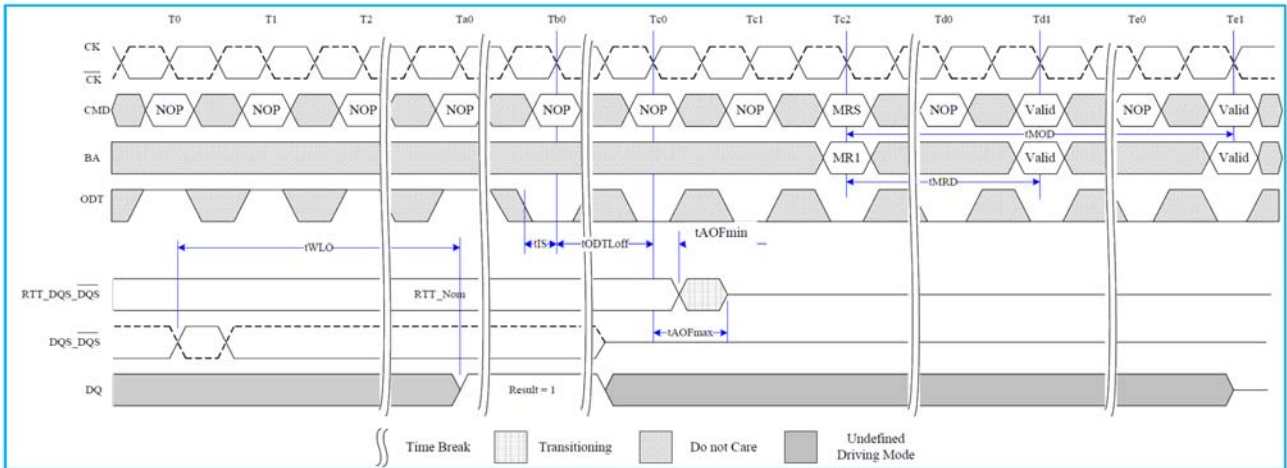 T0 T1 T2 Ta0 Tb0 Tc0 Tc1 Tc2 Td0 Td1 Te0 Te1
CK
CK
CMD NOP NOP NOP NOP NOP NOP NOP MRS NOP Valid NOP Valid
tMOD
BA MR1 Valid Valid
tMRD
ODT
tWLO tIS tODTLoff tAOFmin
RTT_DQS_DQS RTT_Nom
tAOFmax
DQS_DQS
DQ Result = 1
Time Break Transitioning Do not Care Undefined
Driving Mode